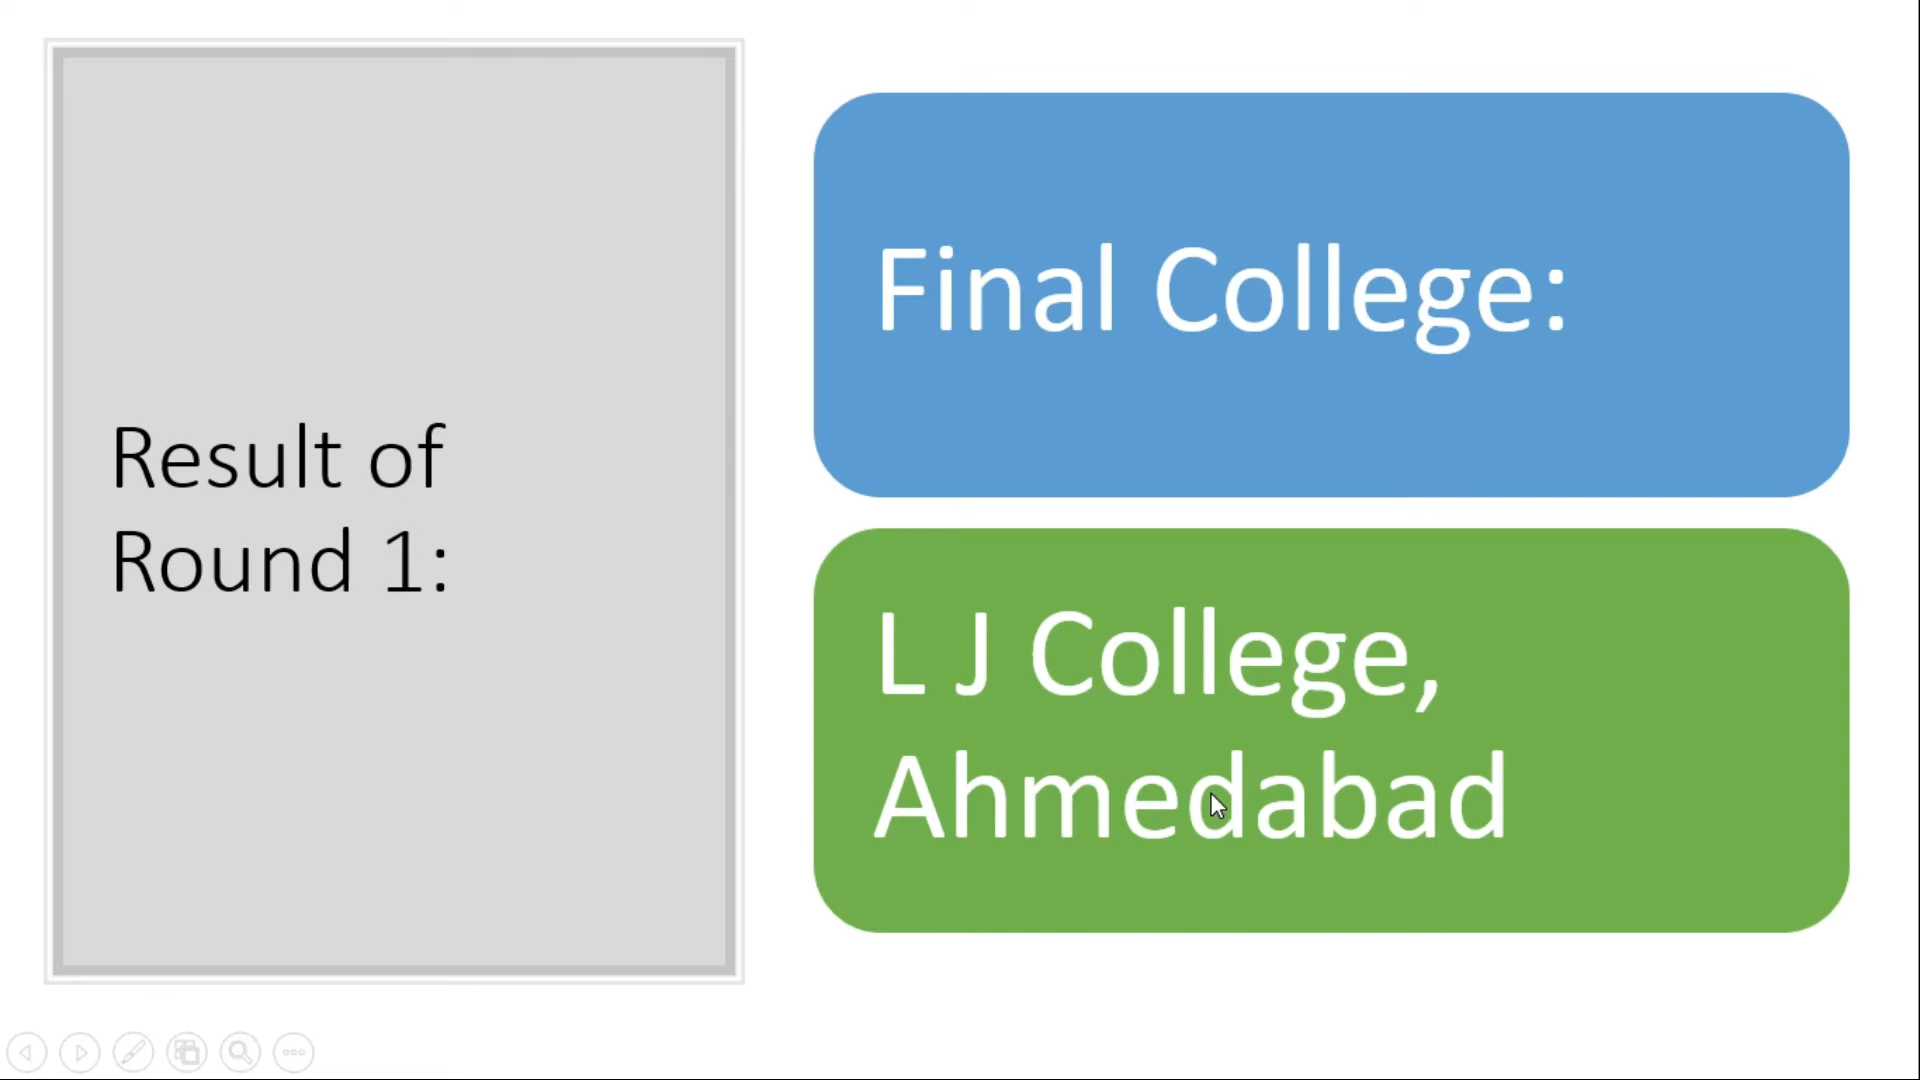 Result of
Round 1:
Final College:
L J College,
Ahmedabad